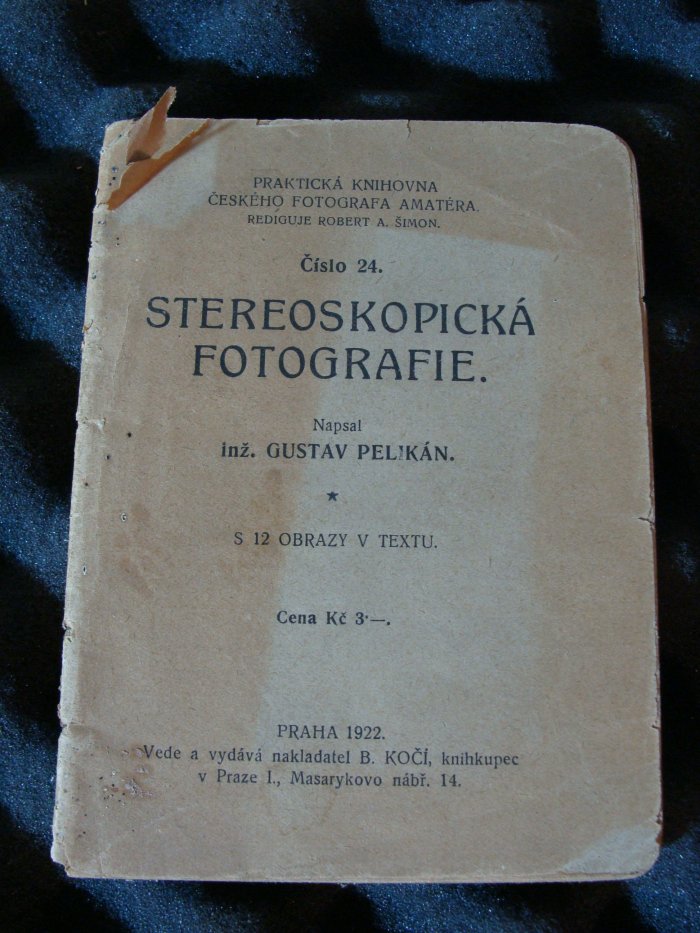 PRAKTICKÁ KNIHOVNA
ČESKÉHO FOTOGRAFA AMATÉRA.
REDIGUJE ROBERT A. ŠIMON.
Číslo 24.
STEREOSKOPICKÁ
FOTOGRAFIE.
Napsal
inž. GUSTAV PELIKÁN.
★
S 12 OBRAZY V TEXTU.
Cena Kč 3·—.
PRAHA 1922.
Vede a vydává nakladatel B. KOČÍ, knihkupec
v Praze I., Masarykovo nábř. 14.